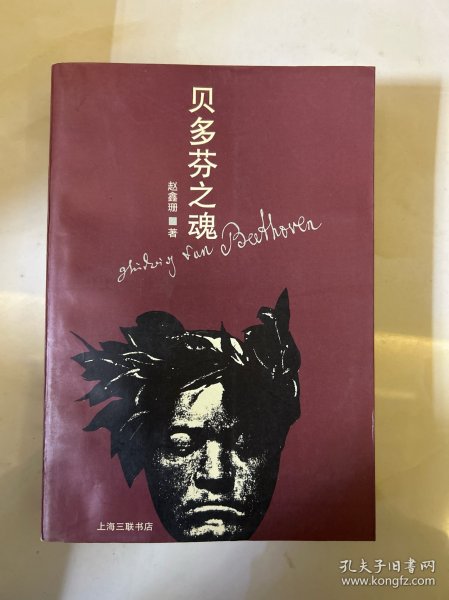 贝多芬之魂
赵鑫珊■著
Ludwig van Beethoven
上海三联书店
孔夫子旧书网
www.kongfz.com